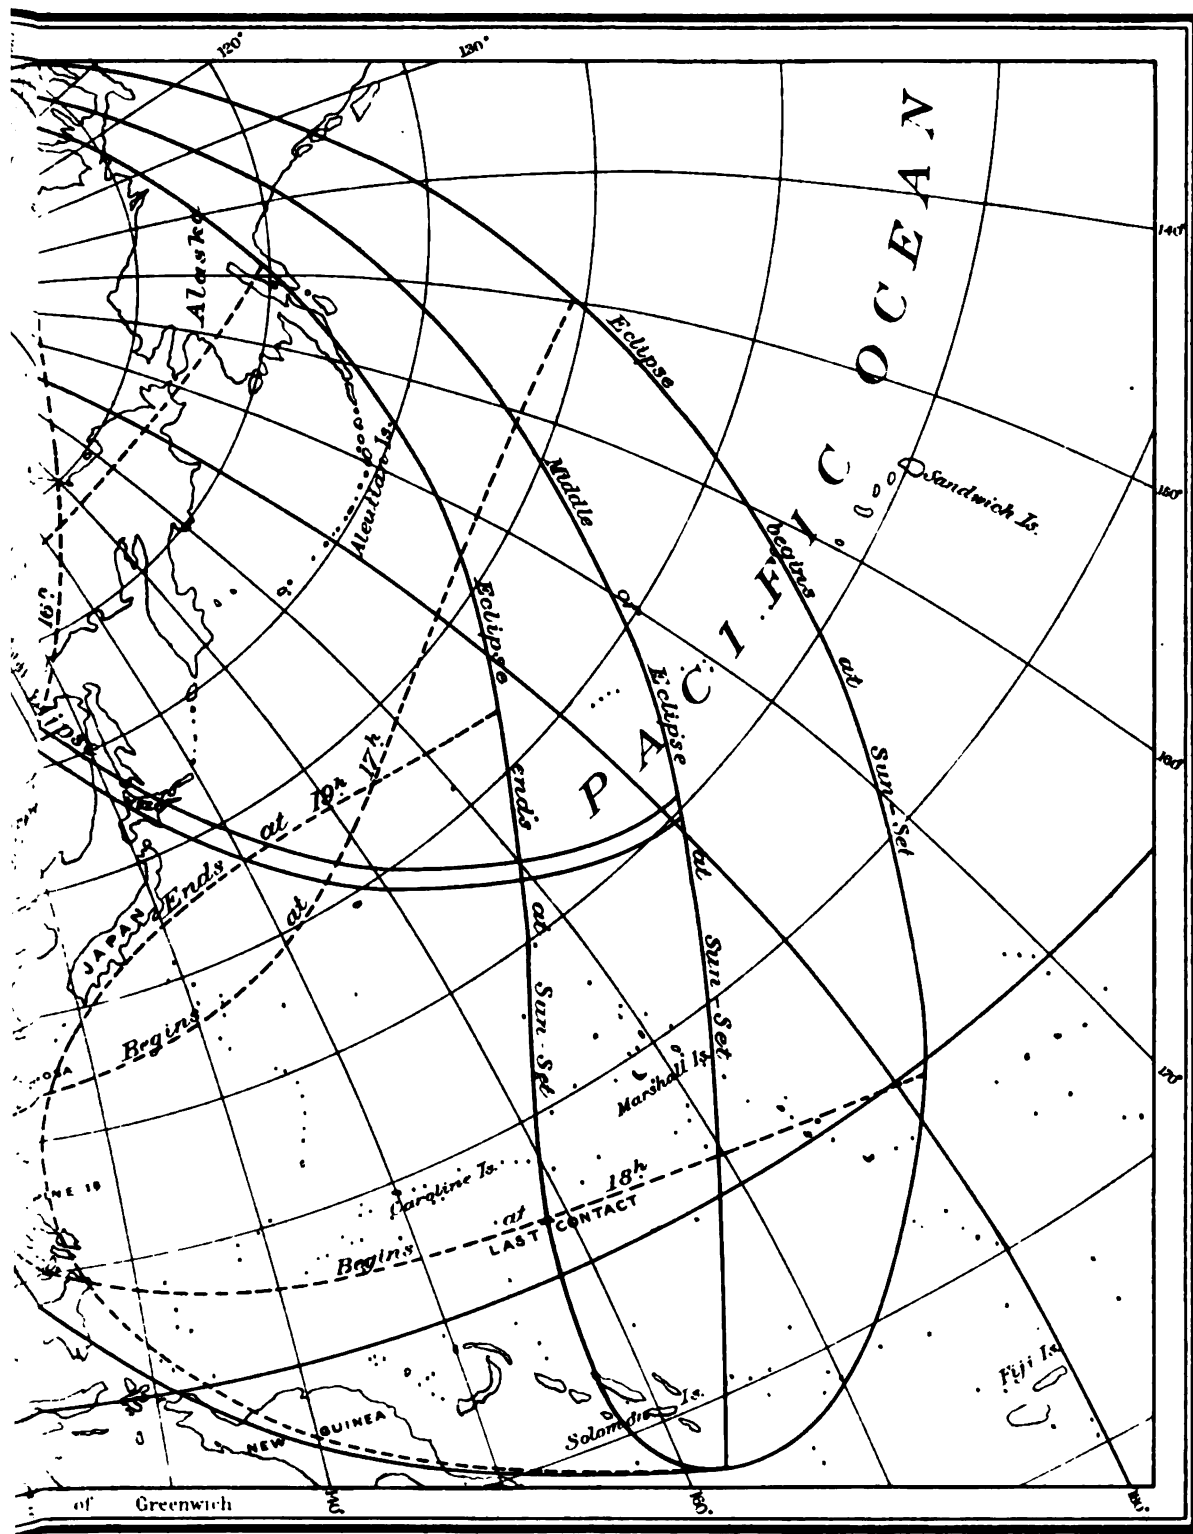 120°
130°
PACIFIC OCEAN
140°
Alaska
Eclipse begins at Sun-Set
Middle of Eclipse at Sun-Set
Aleutian Is.
Sandwich Is.
150°
Eclipse ends at Sun-Set
16h
160°
Ends at 19h
Begins at 17h
JAPAN
Marshall Is.
170°
Caroline Is.
Begins at 18h
LAST CONTACT
Fiji Is.
Solomon Is.
NEW GUINEA
of Greenwich
140°
160°
180°